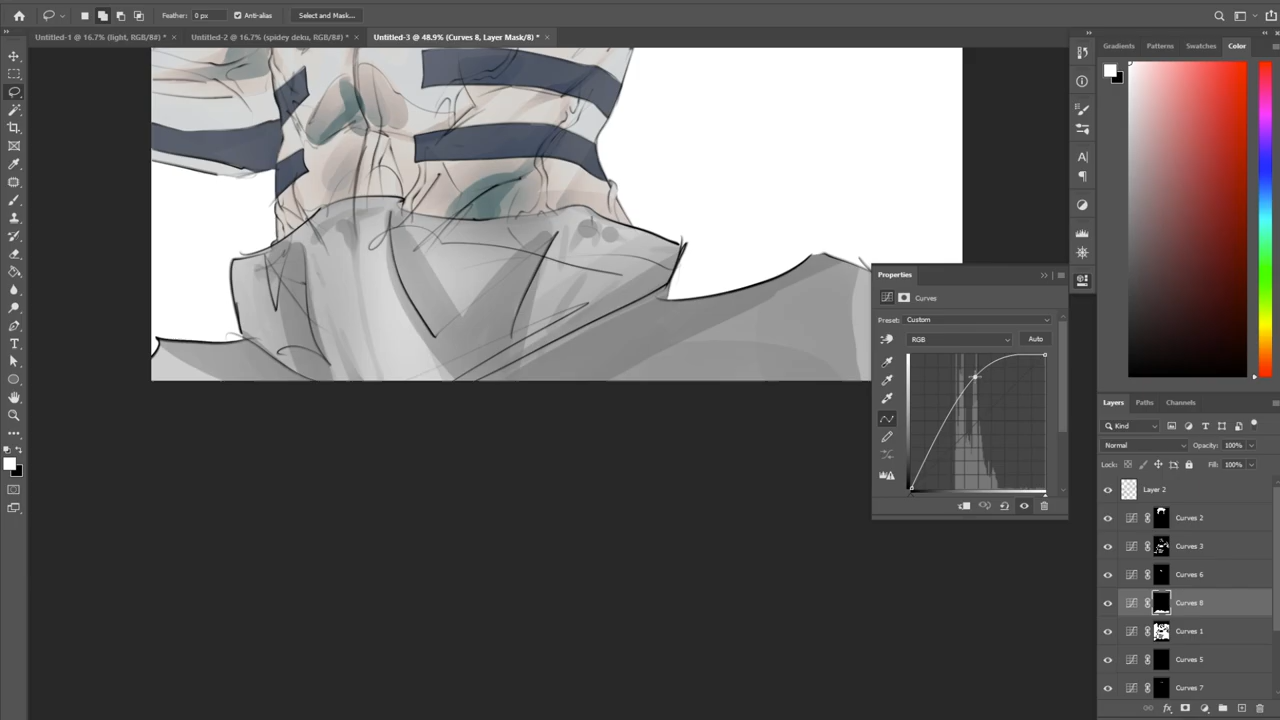 Feather: 0 px Anti-alias Select and Mask...
Untitled-1 @ 16.7% (light, RGB/8#) * × Untitled-2 @ 16.7% (spidey deku, RGB/8#) * × Untitled-3 @ 48.9% (Curves 8, Layer Mask/8) * ×
Gradients Patterns Swatches Color
Properties
Curves
Preset: Custom
RGB Auto
Layers Paths Channels
Kind
Normal Opacity: 100%
Lock: Fill: 100%
Layer 2
Curves 2
Curves 3
Curves 6
Curves 8
Curves 1
Curves 5
Curves 7